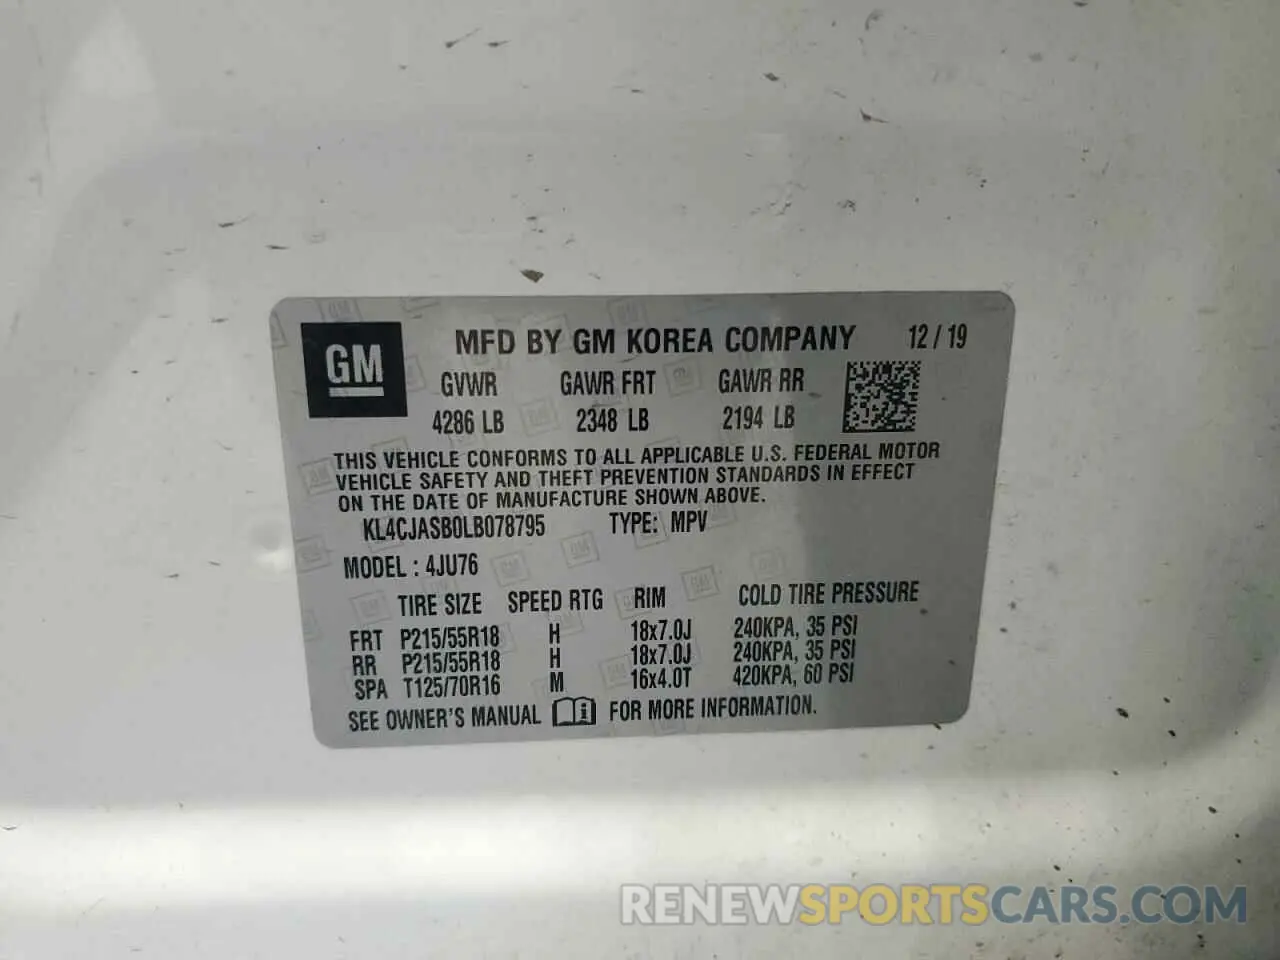 GM
MFD BY GM KOREA COMPANY 12 / 19
GVWR GAWR FRT GAWR RR
4286 LB 2348 LB 2194 LB
THIS VEHICLE CONFORMS TO ALL APPLICABLE U.S. FEDERAL MOTOR
VEHICLE SAFETY AND THEFT PREVENTION STANDARDS IN EFFECT
ON THE DATE OF MANUFACTURE SHOWN ABOVE.
KL4CJASB0LB078795 TYPE: MPV
MODEL : 4JU76
TIRE SIZE SPEED RTG RIM COLD TIRE PRESSURE
FRT P215/55R18 H 18x7.0J 240KPA, 35 PSI
RR P215/55R18 H 18x7.0J 240KPA, 35 PSI
SPA T125/70R16 M 16x4.0T 420KPA, 60 PSI
SEE OWNER'S MANUAL FOR MORE INFORMATION.
RENEWSPORTSCARS.COM